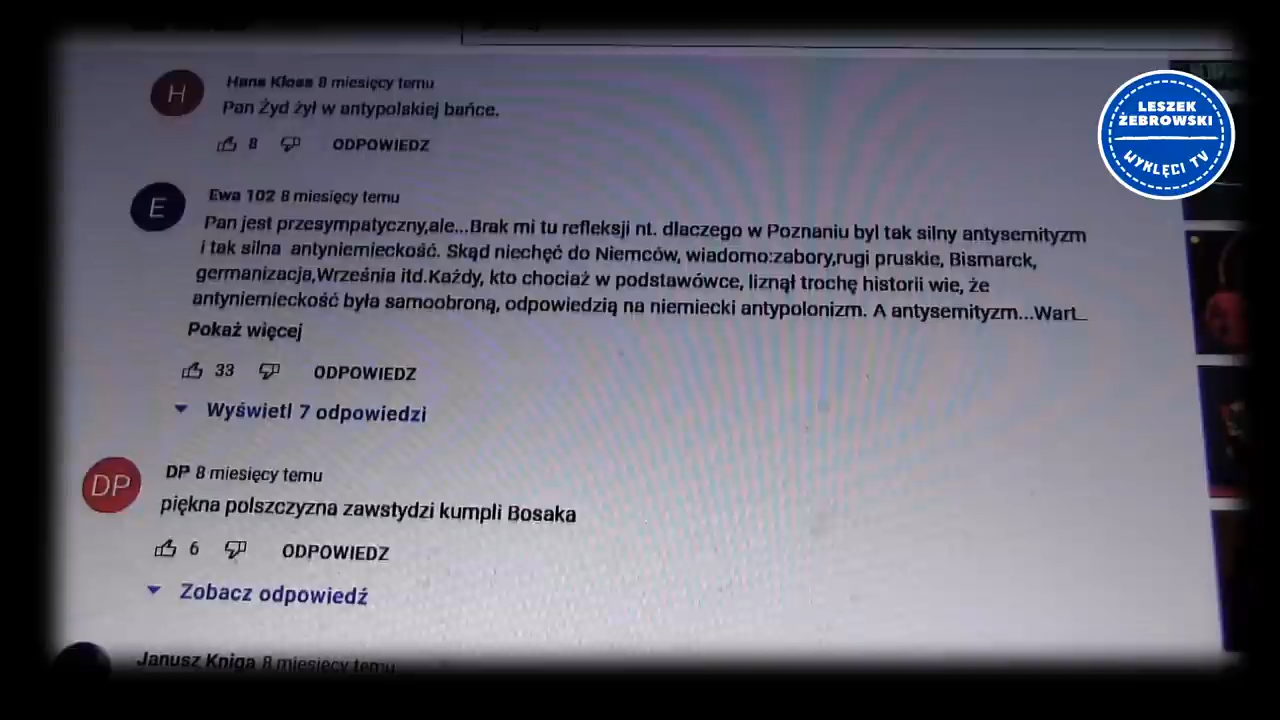 Hans Kloss 8 miesięcy temu
Pan Żyd żył w antypolskiej bańce.
8 ODPOWIEDZ
Ewa 102 8 miesięcy temu
Pan jest przesympatyczny,ale...Brak mi tu refleksji nt. dlaczego w Poznaniu byl tak silny antysemityzm
i tak silna antyniemieckość. Skąd niechęć do Niemców, wiadomo:zabory,rugi pruskie, Bismarck,
germanizacja,Września itd.Każdy, kto chociaż w podstawówce, liznął trochę historii wie, że
antyniemieckość była samoobroną, odpowiedzią na niemiecki antypolonizm. A antysemityzm...Wart...
Pokaż więcej
33 ODPOWIEDZ
Wyświetl 7 odpowiedzi
DP 8 miesięcy temu
piękna polszczyzna zawstydzi kumpli Bosaka
6 ODPOWIEDZ
Zobacz odpowiedź
Janusz Kniga 8 miesięcy temu
H
E
DP
LESZEK
ŻEBROWSKI
WYKLĘCI TV